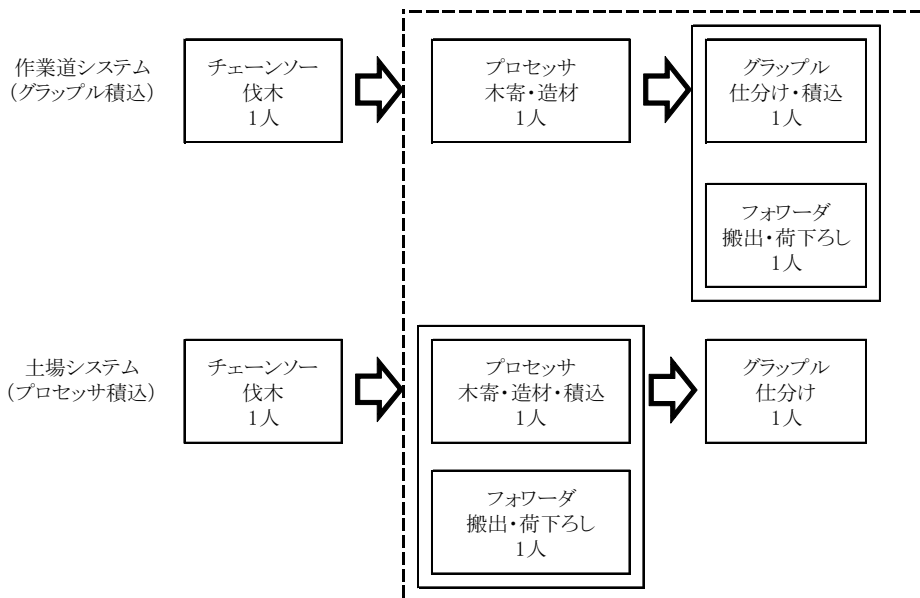 作業道システム
(グラップル積込)
チェーンソー
伐木
1人
プロセッサ
木寄・造材
1人
グラップル
仕分け・積込
1人
フォワーダ
搬出・荷下ろし
1人
土場システム
(プロセッサ積込)
チェーンソー
伐木
1人
プロセッサ
木寄・造材・積込
1人
フォワーダ
搬出・荷下ろし
1人
グラップル
仕分け
1人